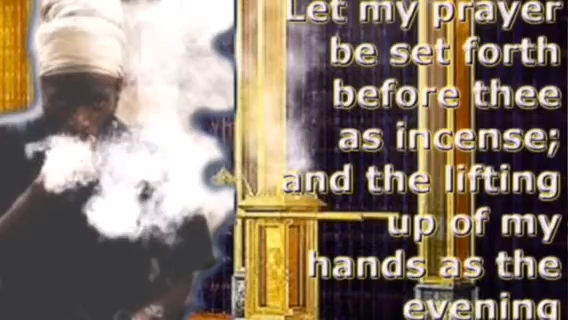 Let my prayer
be set forth
before thee
as incense;
and the lifting
up of my
hands as the
evening